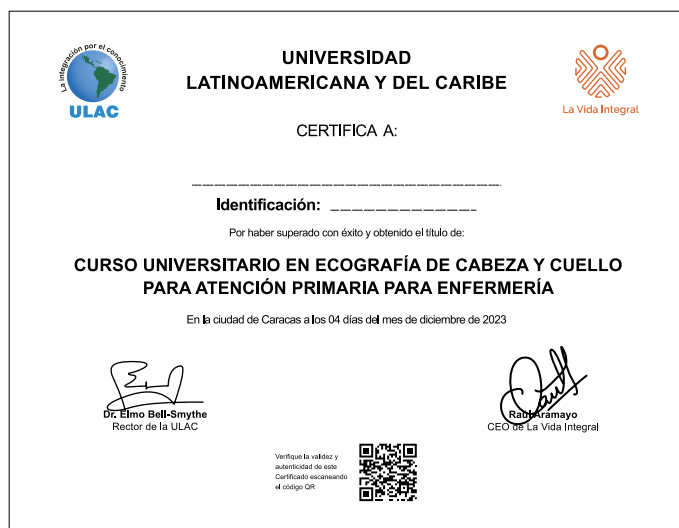 La integración por el conocimiento
ULAC
UNIVERSIDAD
LATINOAMERICANA Y DEL CARIBE
La Vida Integral
CERTIFICA A:
Identificación:
Por haber superado con éxito y obtenido el título de:
CURSO UNIVERSITARIO EN ECOGRAFÍA DE CABEZA Y CUELLO
PARA ATENCIÓN PRIMARIA PARA ENFERMERÍA
En la ciudad de Caracas a los 04 días del mes de diciembre de 2023
Dr. Elmo Bell-Smythe
Rector de la ULAC
Raúl Aramayo
CEO de La Vida Integral
Verifique la validez y
autenticidad de este
Certificado escaneando
el código QR